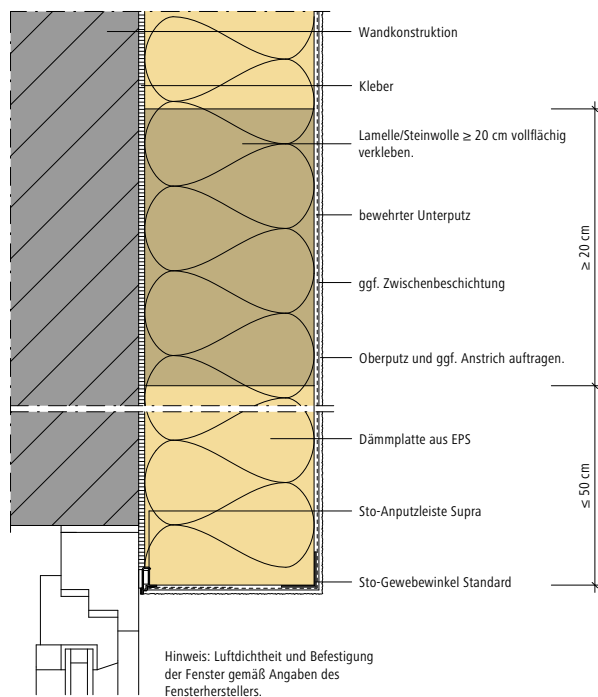 Wandkonstruktion
Kleber
Lamelle/Steinwolle ≥ 20 cm vollflächig
verkleben.
bewehrter Unterputz
≥ 20 cm
ggf. Zwischenbeschichtung
Oberputz und ggf. Anstrich auftragen.
Dämmplatte aus EPS
≤ 50 cm
Sto-Anputzleiste Supra
Sto-Gewebewinkel Standard
Hinweis: Luftdichtheit und Befestigung
der Fenster gemäß Angaben des
Fensterherstellers.